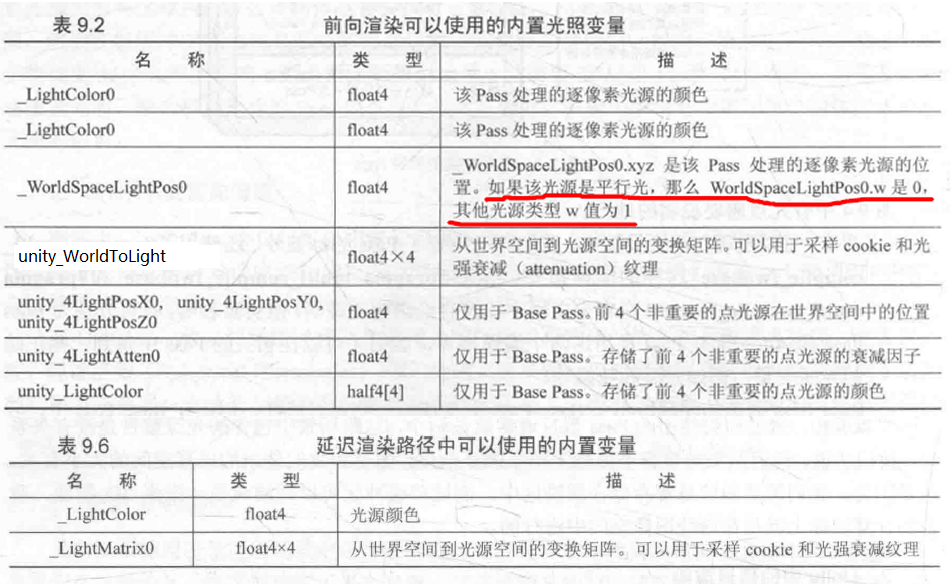 表 9.2 前向渲染可以使用的内置光照变量
名 称 类 型 描 述
_LightColor0 float4 该 Pass 处理的逐像素光源的颜色
_LightColor0 float4 该 Pass 处理的逐像素光源的颜色
_WorldSpaceLightPos0 float4 _WorldSpaceLightPos0.xyz 是该 Pass 处理的逐像素光源的位
置。如果该光源是平行光，那么 WorldSpaceLightPos0.w 是 0，
其他光源类型 w 值为 1
unity_WorldToLight float4×4 从世界空间到光源空间的变换矩阵。可以用于采样 cookie 和光
强衰减（attenuation）纹理
unity_4LightPosX0, unity_4LightPosY0,
unity_4LightPosZ0 float4 仅用于 Base Pass。前 4 个非重要的点光源在世界空间中的位置
unity_4LightAtten0 float4 仅用于 Base Pass。存储了前 4 个非重要的点光源的衰减因子
unity_LightColor half4[4] 仅用于 Base Pass。存储了前 4 个非重要的点光源的颜色
表 9.6 延迟渲染路径中可以使用的内置变量
名 称 类 型 描 述
_LightColor float4 光源颜色
_LightMatrix0 float4×4 从世界空间到光源空间的变换矩阵。可以用于采样 cookie 和光强衰减纹理